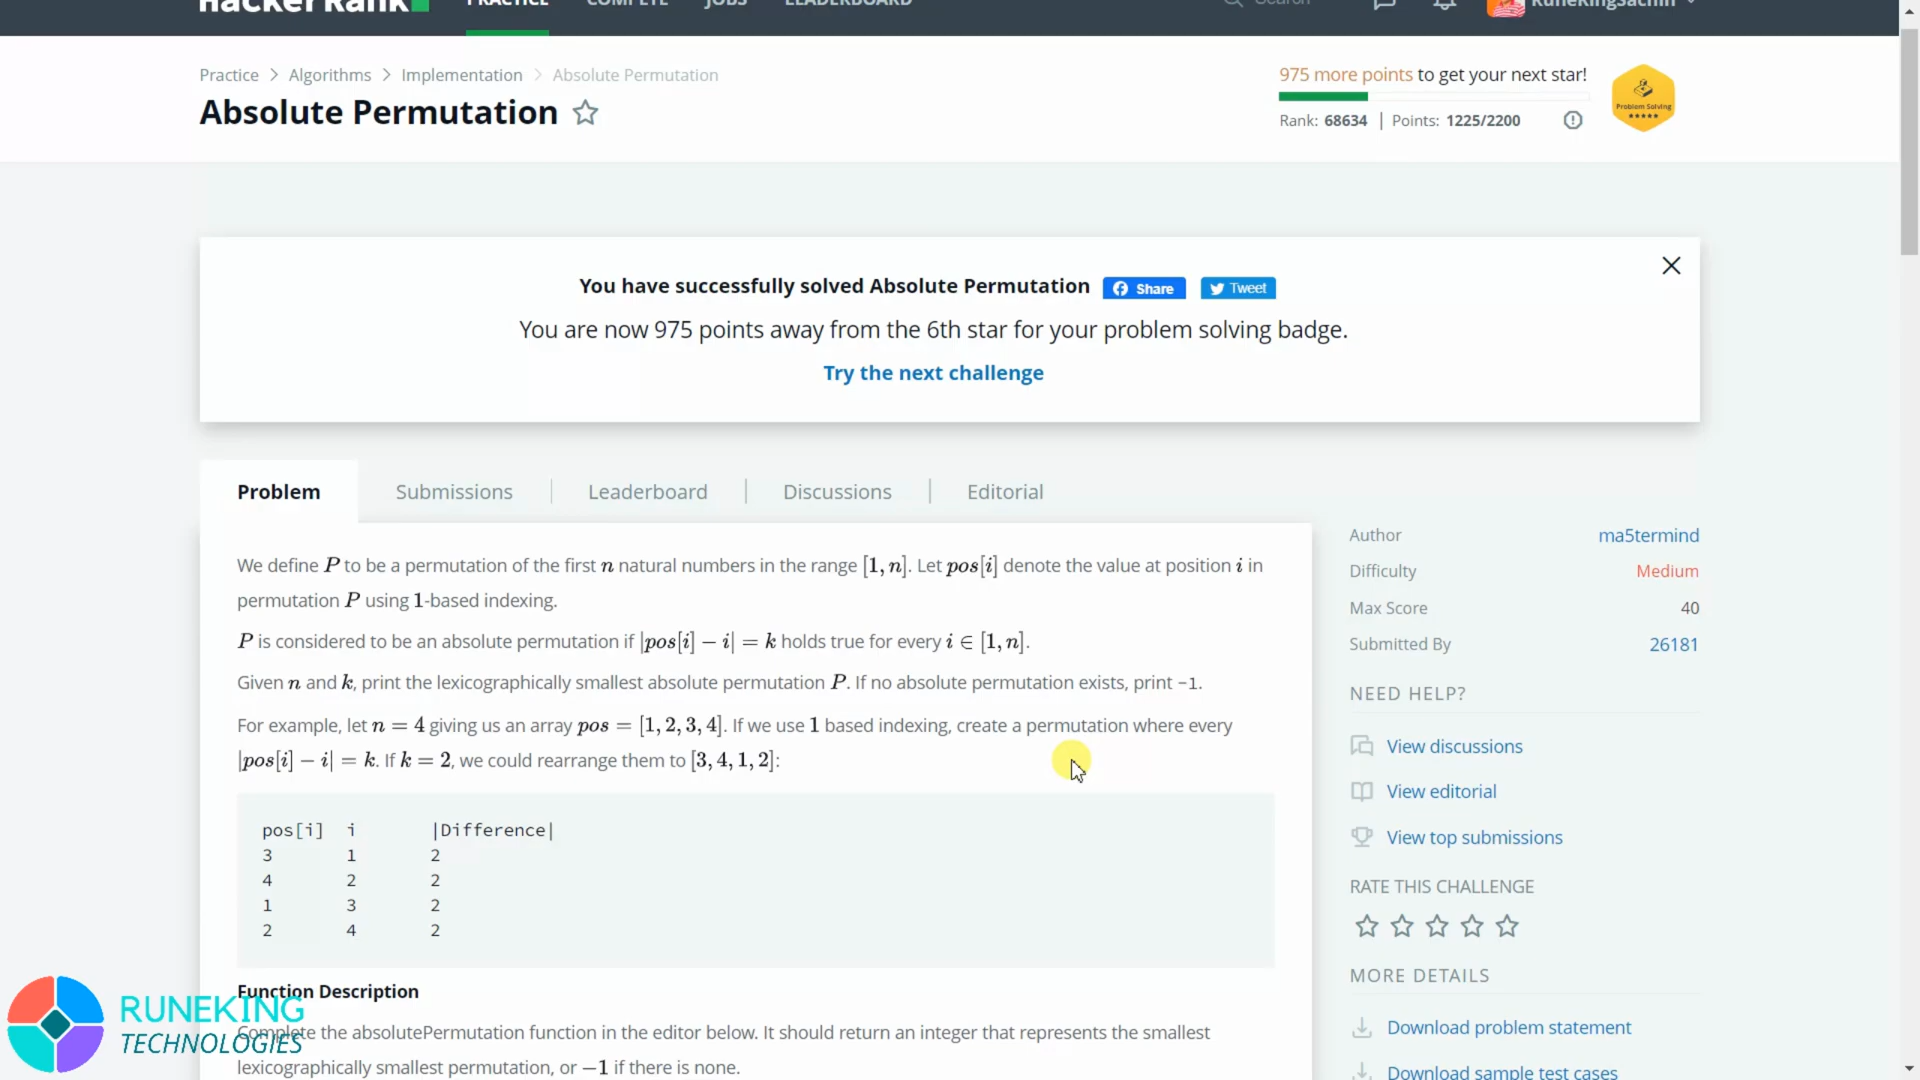 HackerRank PRACTICE COMPETE JOBS LEADERBOARD Search RuneKingSachin
Practice > Algorithms > Implementation > Absolute Permutation
Absolute Permutation
975 more points to get your next star!
Rank: 68634 | Points: 1225/2200
Problem Solving
You have successfully solved Absolute Permutation Share Tweet
You are now 975 points away from the 6th star for your problem solving badge.
Try the next challenge
Problem Submissions Leaderboard Discussions Editorial
We define P to be a permutation of the first n natural numbers in the range [1, n]. Let pos[i] denote the value at position i in
permutation P using 1-based indexing.
P is considered to be an absolute permutation if |pos[i] − i| = k holds true for every i ∈ [1, n].
Given n and k, print the lexicographically smallest absolute permutation P. If no absolute permutation exists, print −1.
For example, let n = 4 giving us an array pos = [1, 2, 3, 4]. If we use 1 based indexing, create a permutation where every
|pos[i] − i| = k. If k = 2, we could rearrange them to [3, 4, 1, 2]:
pos[i] i |Difference|
3 1 2
4 2 2
1 3 2
2 4 2
Function Description
Complete the absolutePermutation function in the editor below. It should return an integer that represents the smallest
lexicographically smallest permutation, or −1 if there is none.
Author ma5termind
Difficulty Medium
Max Score 40
Submitted By 26181
NEED HELP?
View discussions
View editorial
View top submissions
RATE THIS CHALLENGE
MORE DETAILS
Download problem statement
Download sample test cases
RUNEKING
TECHNOLOGIES